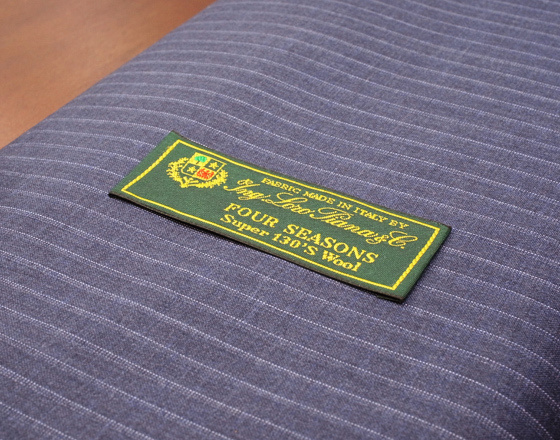 FABRIC MADE IN ITALY BY
Ing. Loro Piana & C.
FOUR SEASONS
Super 130'S Wool